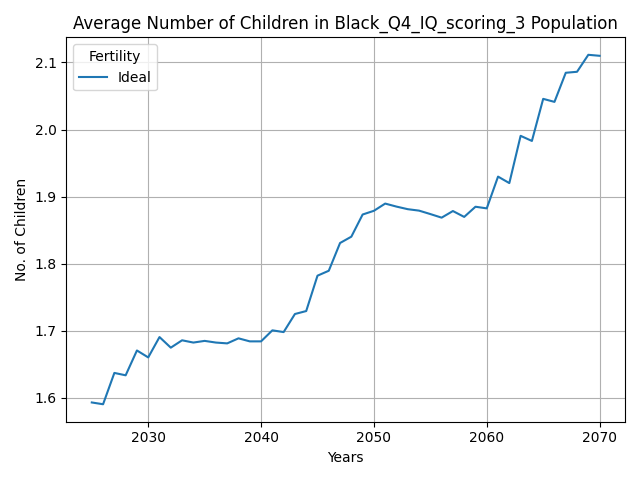 Average Number of Children in Black_Q4_IQ_scoring_3 Population
Fertility
Ideal
No. of Children
2.1
2.0
1.9
1.8
1.7
1.6
2030 2040 2050 2060 2070
Years